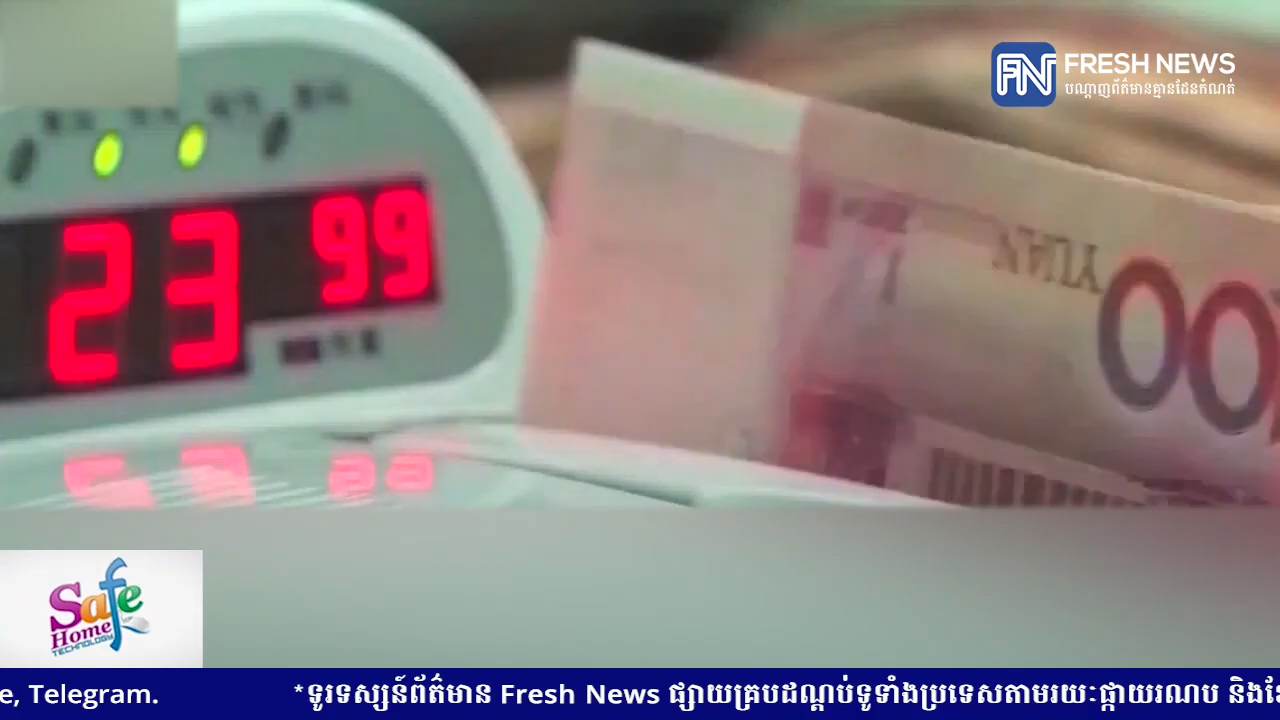 FRESH NEWS
បណ្ដាញព័ត៌មានគ្មានដែនកំណត់
23 99
YUAN
00
Safe
Home
TECHNOLOGY
e, Telegram. *ទូរទស្សន៍ព័ត៌មាន Fresh News ផ្សាយគ្របដណ្ដប់ទូទាំងប្រទេសតាមរយៈផ្កាយរណប និង